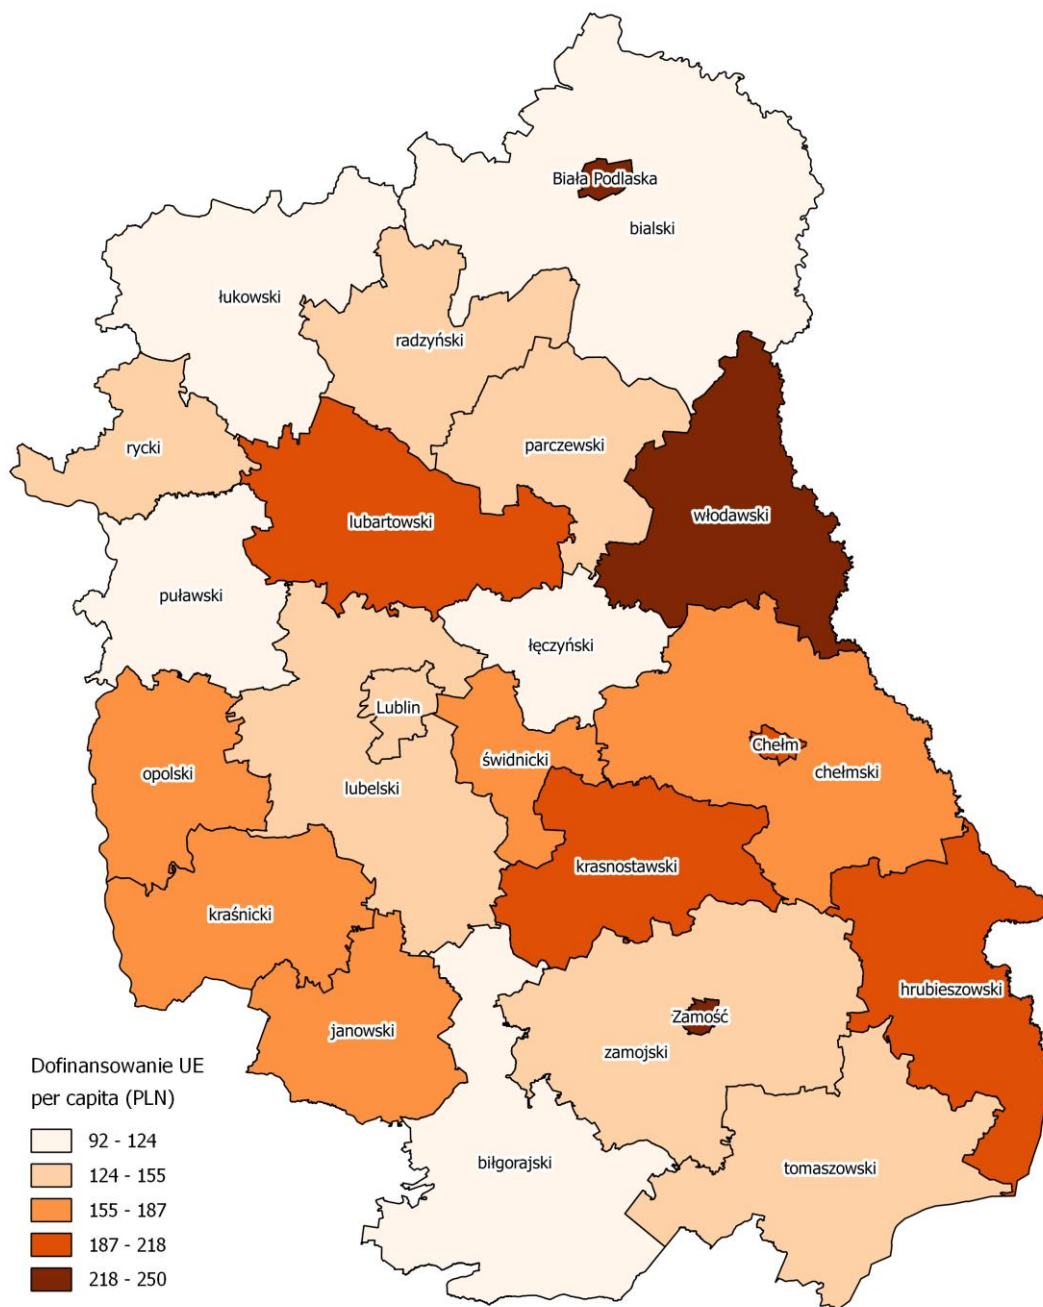 Biała Podlaska
bialski
łukowski
radzyński
rycki
parczewski
lubartowski
włodawski
puławski
łęczyński
Lublin
Chełm
opolski
świdnicki
chełmski
lubelski
krasnostawski
kraśnicki
hrubieszowski
Zamość
janowski
zamojski
biłgorajski
tomaszowski
Dofinansowanie UE
per capita (PLN)
92 - 124
124 - 155
155 - 187
187 - 218
218 - 250